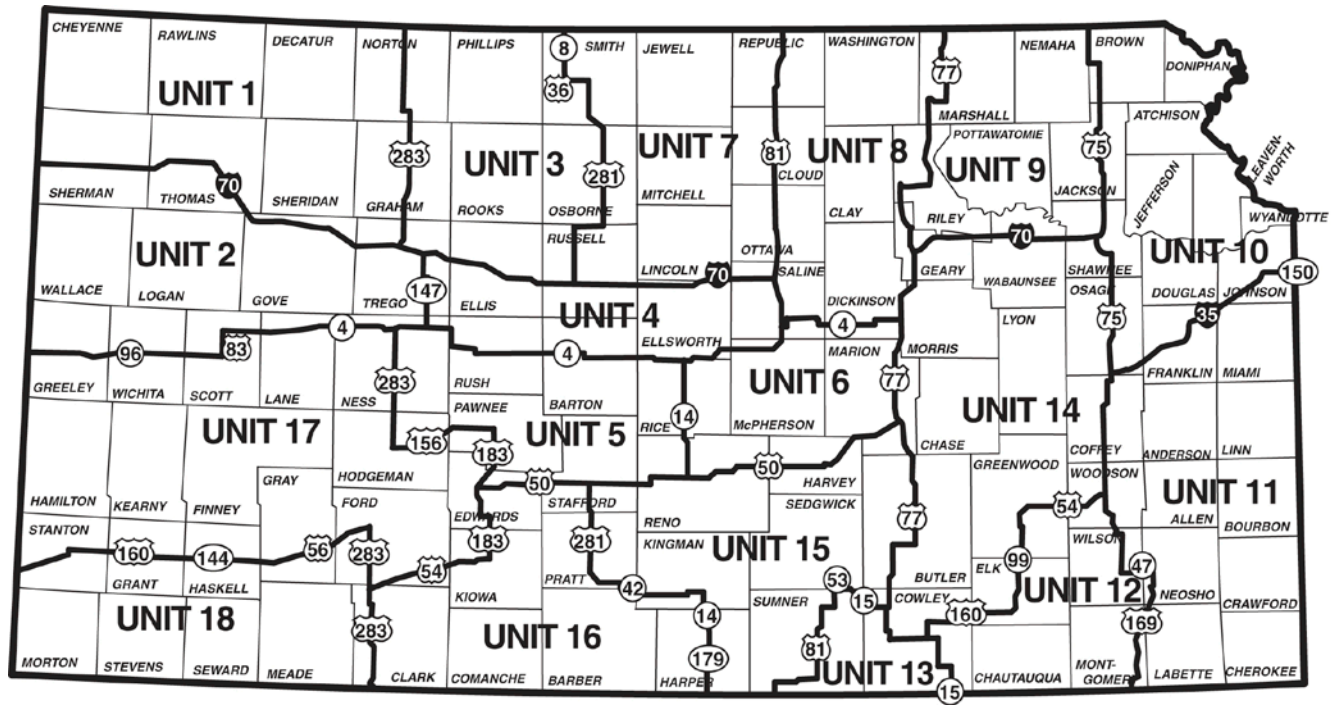 CHEYENNE
RAWLINS
DECATUR
NORTON
PHILLIPS
8
SMITH
JEWELL
REPUBLIC
WASHINGTON
77
NEMAHA
BROWN
DONIPHAN
36
UNIT 1
MARSHALL
ATCHISON
283
UNIT 3
281
UNIT 7
81
CLOUD
UNIT 8
POTTAWATOMIE
UNIT 9
75
LEAVEN-
WORTH
SHERMAN
70
THOMAS
SHERIDAN
GRAHAM
ROOKS
OSBORNE
MITCHELL
CLAY
RILEY
JACKSON
JEFFERSON
WYANDOTTE
UNIT 2
RUSSELL
OTTAWA
70
UNIT 10
WALLACE
LOGAN
GOVE
TREGO
147
ELLIS
LINCOLN
70
SALINE
DICKINSON
GEARY
WABAUNSEE
SHAWNEE
OSAGE
DOUGLAS
JOHNSON
150
UNIT 4
4
LYON
75
35
96
83
4
4
ELLSWORTH
MARION
MORRIS
GREELEY
WICHITA
SCOTT
LANE
283
NESS
RUSH
BARTON
UNIT 6
77
FRANKLIN
MIAMI
UNIT 17
PAWNEE
UNIT 5
RICE
14
McPHERSON
CHASE
UNIT 14
156
183
50
50
HARVEY
GREENWOOD
COFFEY
ANDERSON
LINN
HAMILTON
KEARNY
FINNEY
GRAY
HODGEMAN
FORD
EDWARDS
STAFFORD
RENO
SEDGWICK
77
54
WOODSON
UNIT 11
STANTON
160
144
56
283
183
281
KINGMAN
UNIT 15
ALLEN
BOURBON
GRANT
HASKELL
54
PRATT
42
53
BUTLER
ELK
99
WILSON
47
UNIT 18
KIOWA
14
SUMNER
15
COWLEY
160
UNIT 12
NEOSHO
CRAWFORD
283
UNIT 16
179
81
UNIT 13
169
MORTON
STEVENS
SEWARD
MEADE
CLARK
COMANCHE
BARBER
HARPER
15
CHAUTAUQUA
MONT-
GOMERY
LABETTE
CHEROKEE